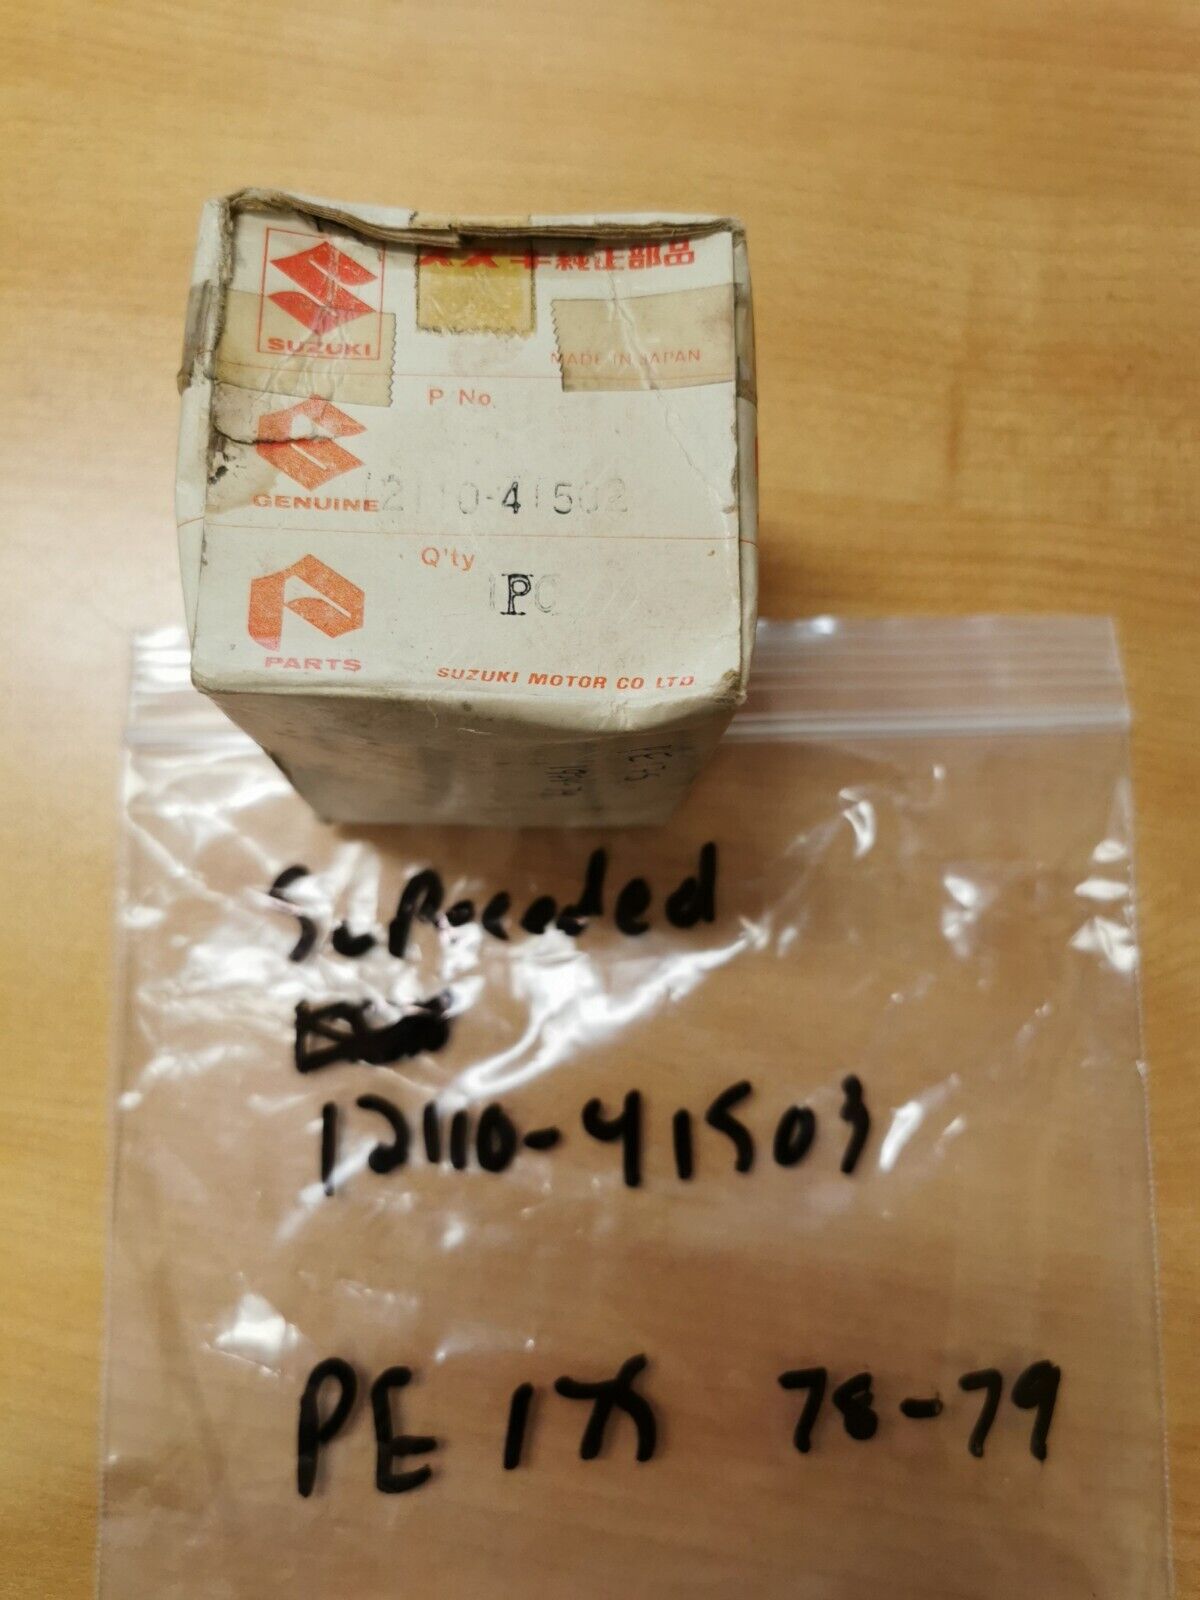 スズキ純正部品
SUZUKI
MADE IN JAPAN
P No
12110-41502
GENUINE
Q'ty
1PC
PARTS
SUZUKI MOTOR CO. LTD
Supeceded
12110-41503
PE 175 78-79